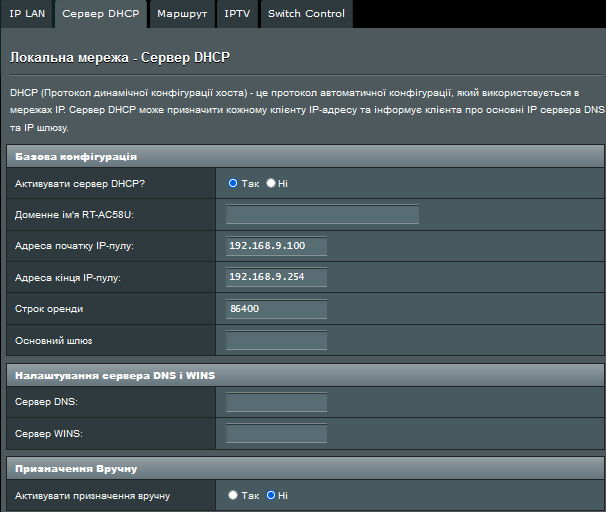 IP LAN Сервер DHCP Маршрут IPTV Switch Control
Локальна мережа - Сервер DHCP
DHCP (Протокол динамічної конфігурації хоста) - це протокол автоматичної конфігурації, який використовується в
мережах IP. Сервер DHCP може призначити кожному клієнту IP-адресу та інформує клієнта про основні IP сервера DNS
та IP шлюзу.
Базова конфігурація
Активувати сервер DHCP? Так Ні
Доменне ім'я RT-AC58U:
Адреса початку IP-пулу: 192.168.9.100
Адреса кінця IP-пулу: 192.168.9.254
Строк оренди 86400
Основний шлюз
Налаштування сервера DNS і WINS
Сервер DNS:
Сервер WINS:
Призначення Вручну
Активувати призначення вручну Так Ні